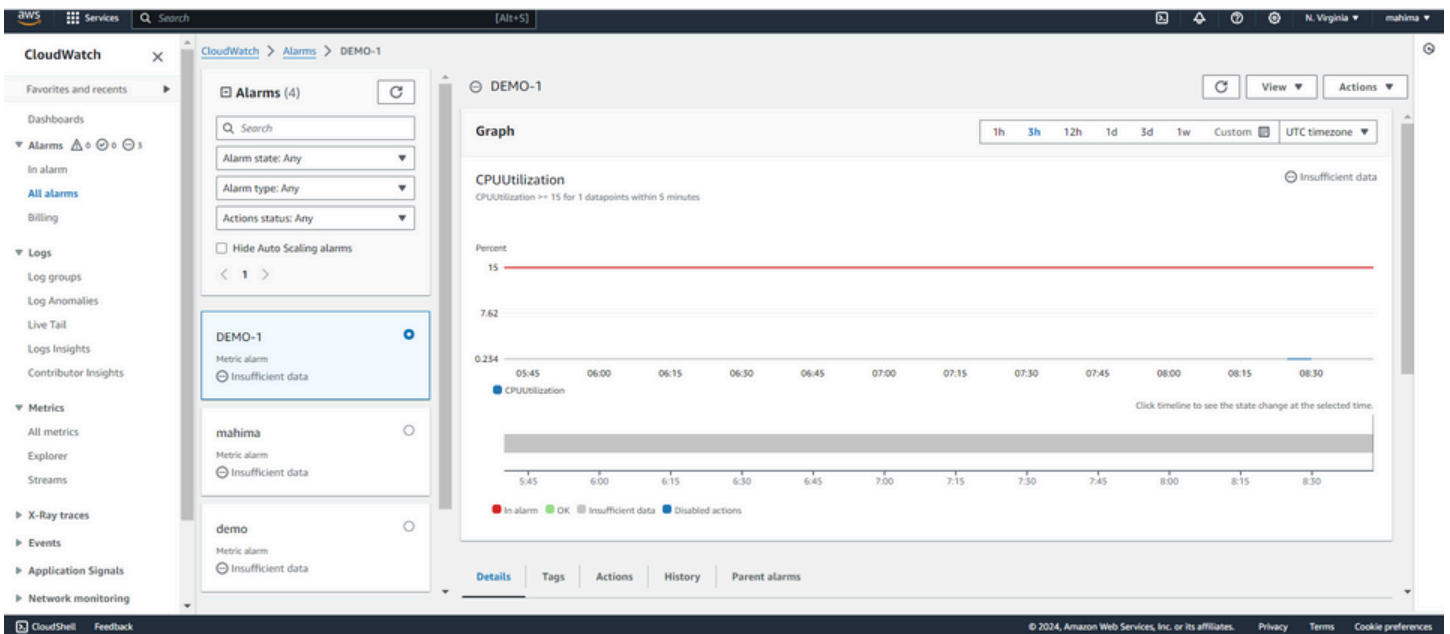 aws Services Search [Alt+S] N. Virginia mahima
CloudWatch
Favorites and recents
Dashboards
Alarms 0 0 3
In alarm
All alarms
Billing
Logs
Log groups
Log Anomalies
Live Tail
Logs Insights
Contributor Insights
Metrics
All metrics
Explorer
Streams
X-Ray traces
Events
Application Signals
Network monitoring
CloudWatch > Alarms > DEMO-1
Alarms (4)
Search
Alarm state: Any
Alarm type: Any
Actions status: Any
Hide Auto Scaling alarms
< 1 >
DEMO-1
Metric alarm
Insufficient data
mahima
Metric alarm
Insufficient data
demo
Metric alarm
Insufficient data
DEMO-1 View Actions
Graph 1h 3h 12h 1d 3d 1w Custom UTC timezone
CPUUtilization Insufficient data
CPUUtilization >= 15 for 1 datapoints within 5 minutes
Percent
15
7.62
0.234
05:45 06:00 06:15 06:30 06:45 07:00 07:15 07:30 07:45 08:00 08:15 08:30
CPUUtilization
Click timeline to see the state change at the selected time.
5:45 6:00 6:15 6:30 6:45 7:00 7:15 7:30 7:45 8:00 8:15 8:30
In alarm OK Insufficient data Disabled actions
Details Tags Actions History Parent alarms
CloudShell Feedback © 2024, Amazon Web Services, Inc. or its affiliates. Privacy Terms Cookie preferences